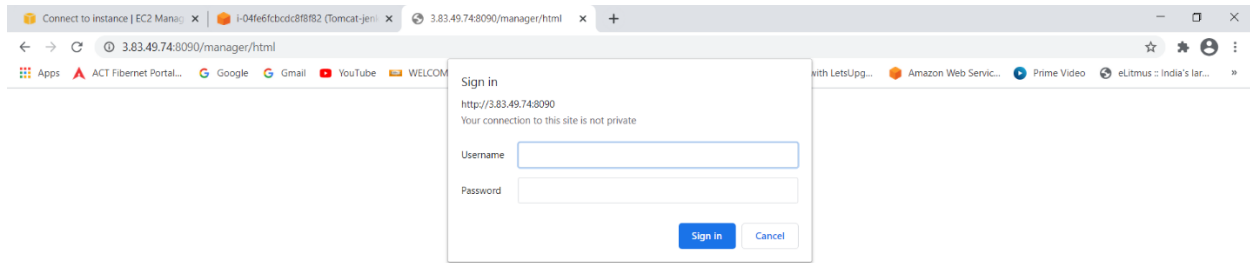 Connect to instance | EC2 Manag
i-04fe6fcbcdc8f8f82 (Tomcat-jenk
3.83.49.74:8090/manager/html
3.83.49.74:8090/manager/html
Apps ACT Fibernet Portal... Google Gmail YouTube WELCOM with LetsUpg... Amazon Web Servic... Prime Video eLitmus :: India's lar... »
Sign in
http://3.83.49.74:8090
Your connection to this site is not private
Username
Password
Sign in Cancel